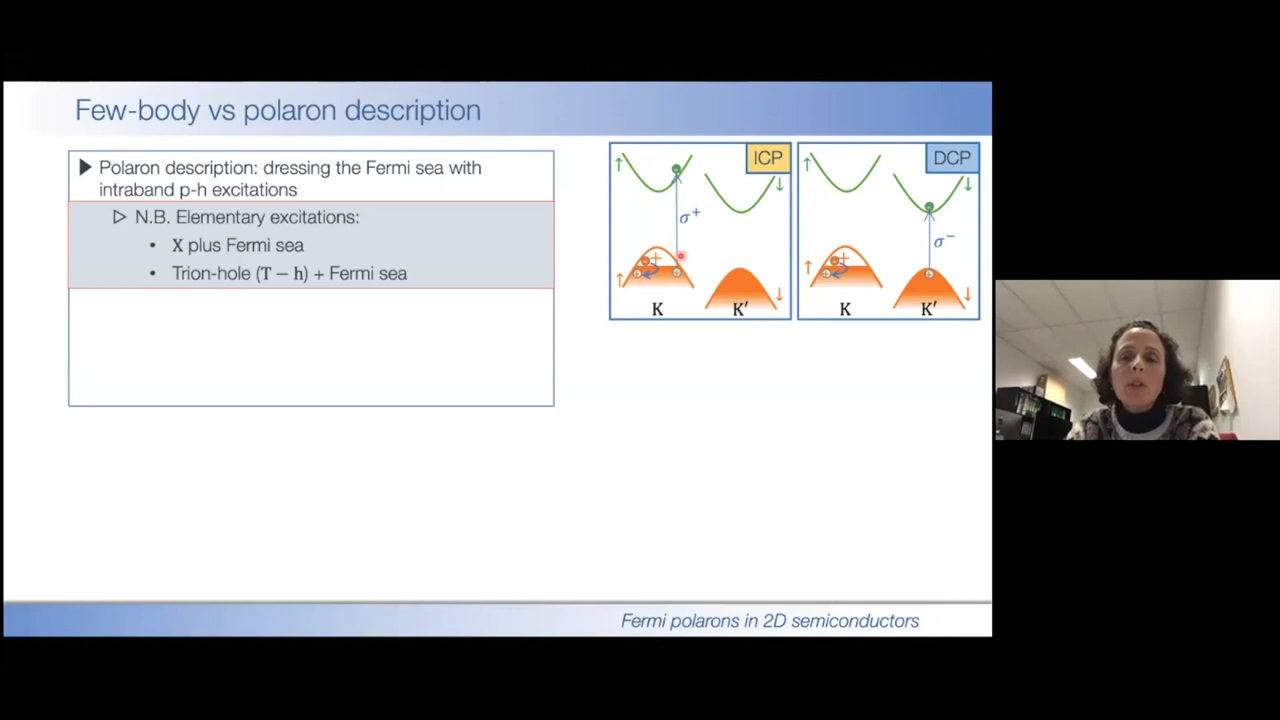 Few-body vs polaron description
▶ Polaron description: dressing the Fermi sea with
intraband p-h excitations
▷ N.B. Elementary excitations:
• X plus Fermi sea
• Trion-hole (T − h) + Fermi sea
↑ ICP
↓
σ⁺
+
↑ ↓
K K′
↑ DCP
↓
σ⁻
+
↑ ↓
K K′
Fermi polarons in 2D semiconductors